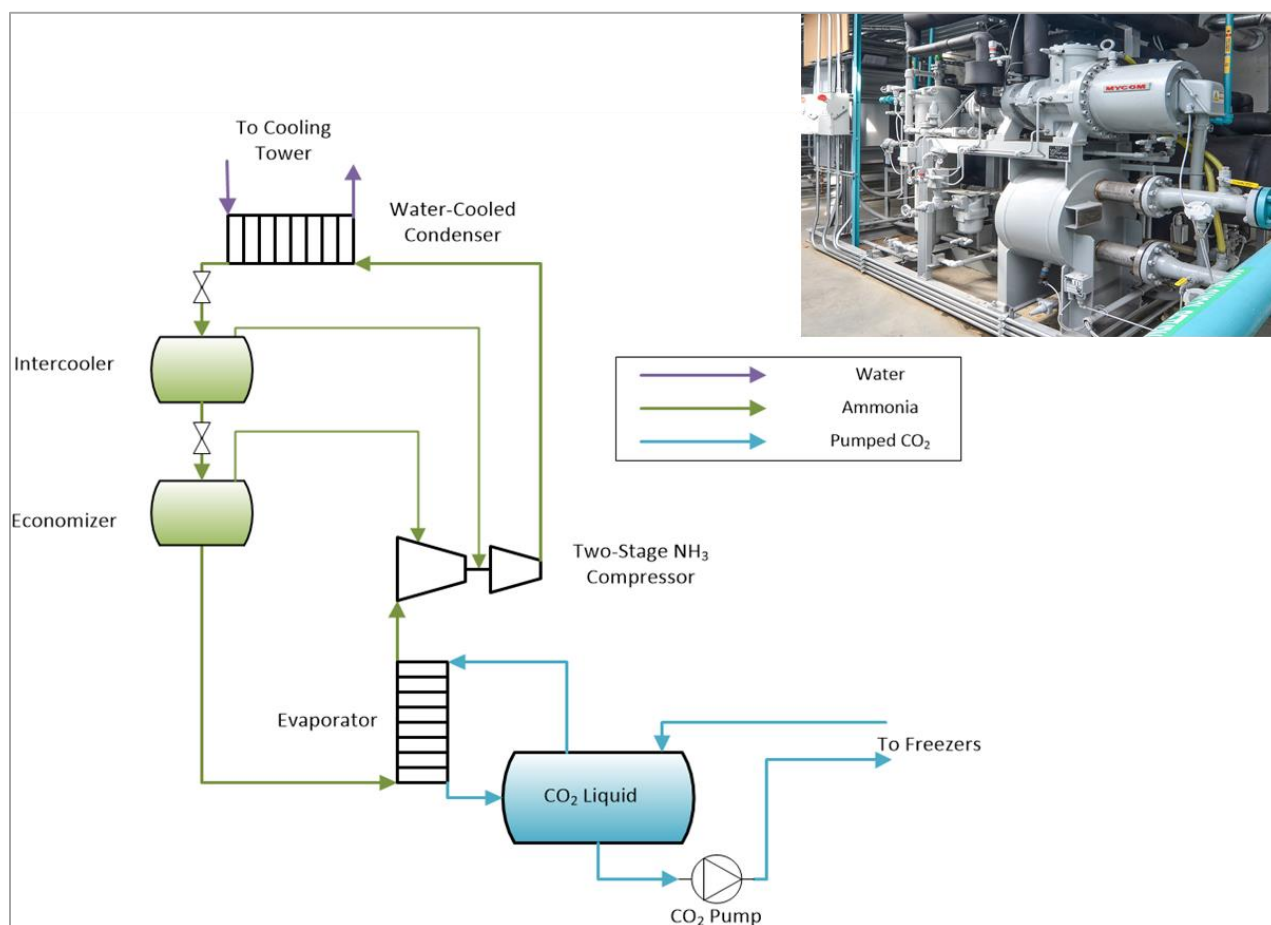 To Cooling
Tower
Water-Cooled
Condenser
MYCOM
Intercooler
Water
Ammonia
Pumped CO₂
Economizer
Two-Stage NH₃
Compressor
Evaporator
To Freezers
CO₂ Liquid
CO₂ Pump